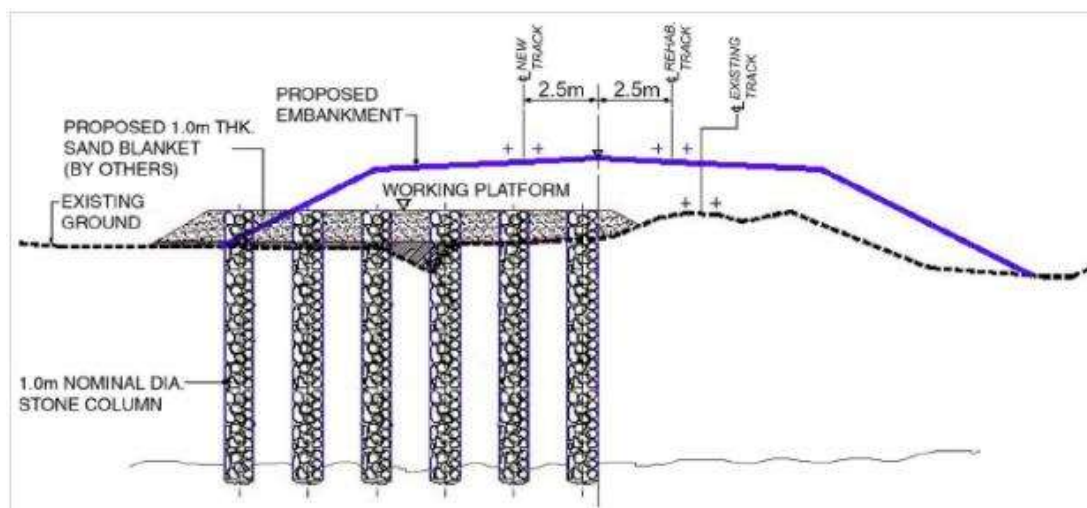 ℄ NEW
TRACK
℄ REHAB.
TRACK
℄ EXISTING
TRACK
2.5m
2.5m
PROPOSED
EMBANKMENT
PROPOSED 1.0m THK.
SAND BLANKET
(BY OTHERS)
WORKING PLATFORM
EXISTING
GROUND
1.0m NOMINAL DIA.
STONE COLUMN